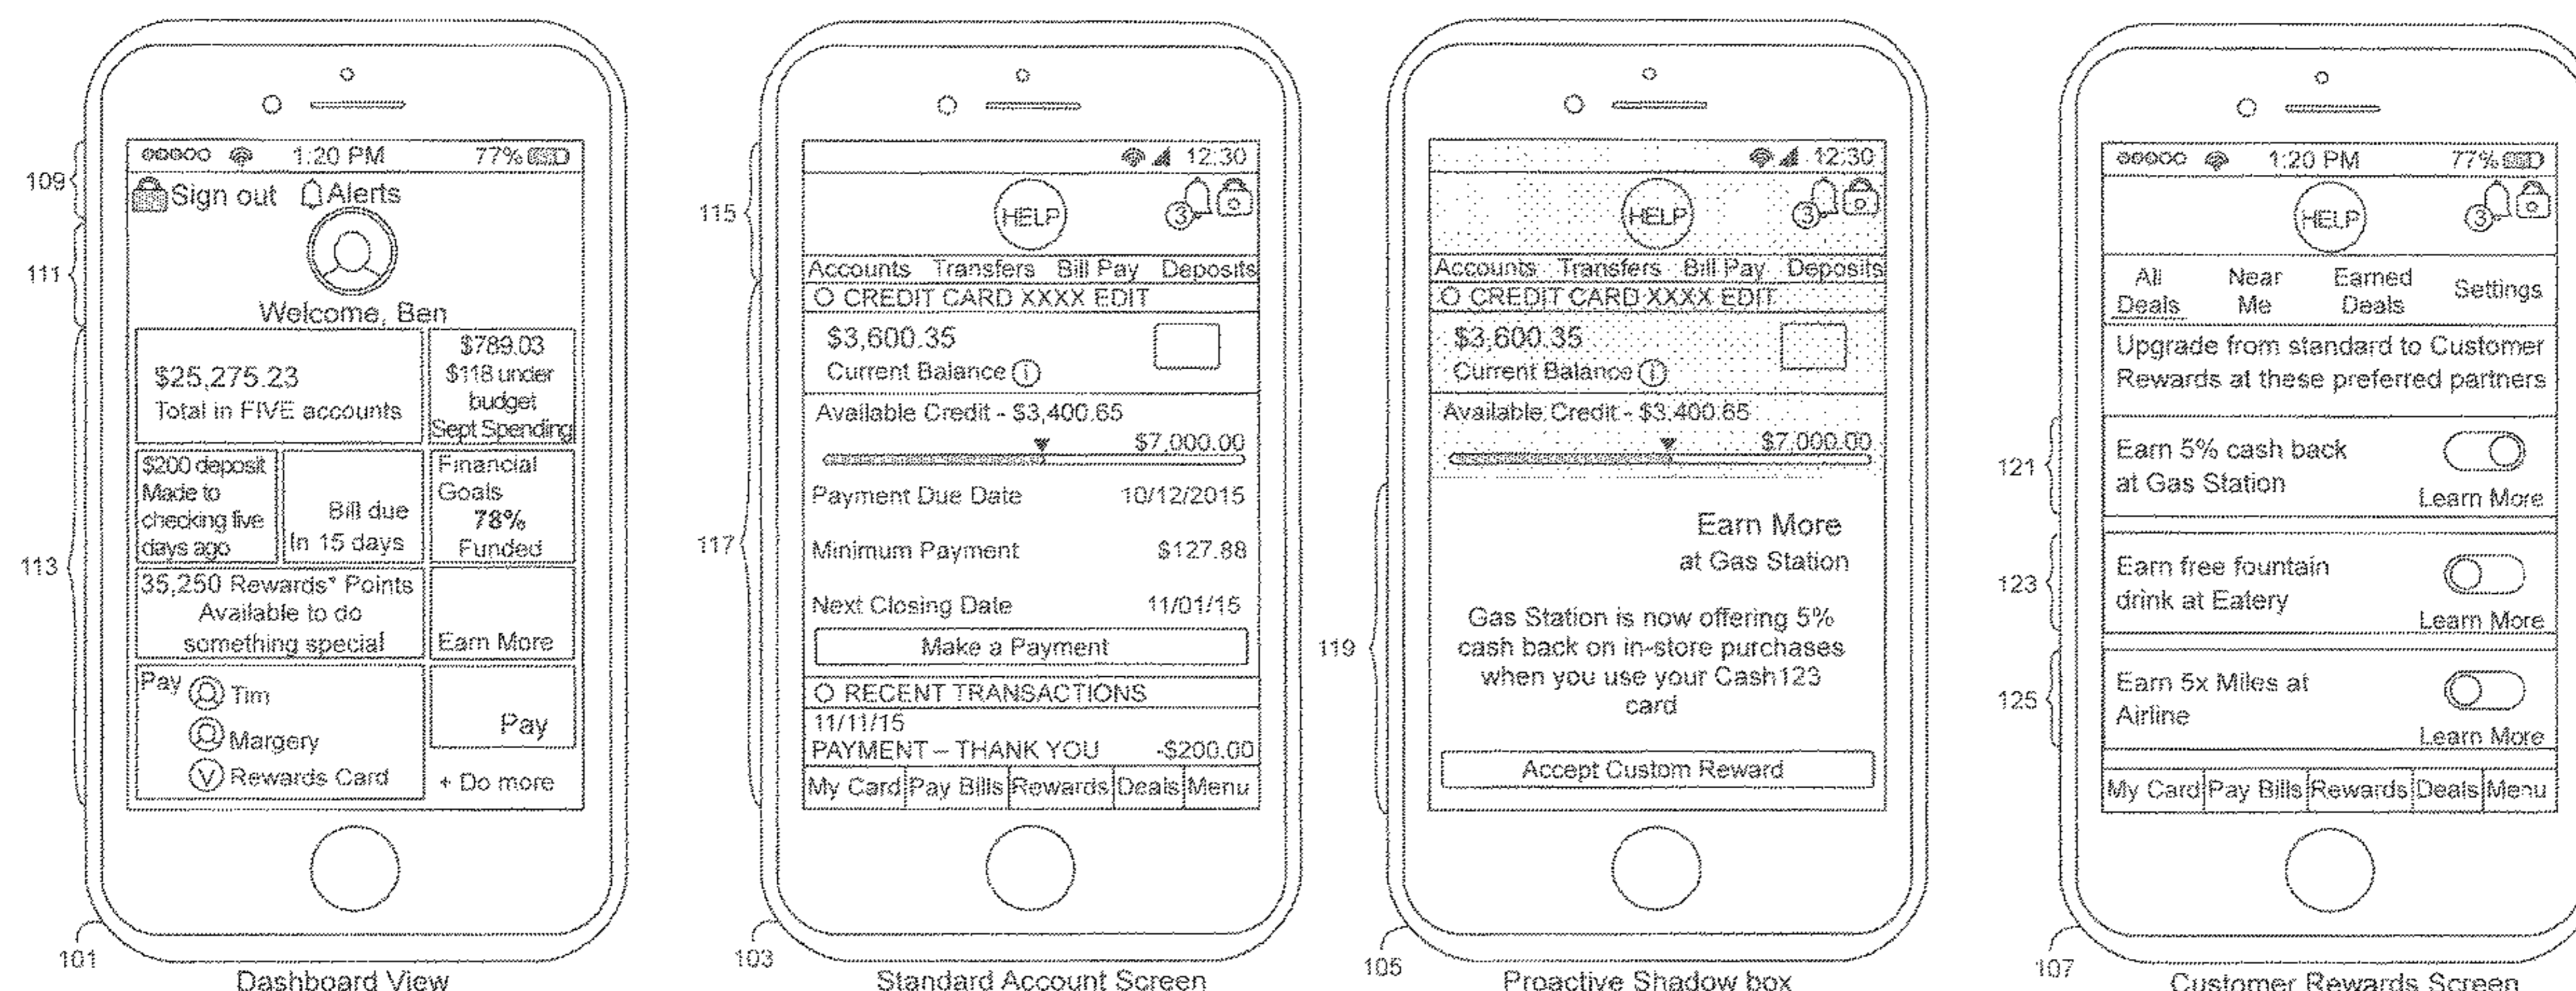 1:20 PM 77%
109
Sign out Alerts
111
Welcome, Ben
$25,275.23
Total in FIVE accounts
$789.03
$118 under
budget
Sept Spending
113
$200 deposit
Made to
checking five
days ago
Bill due
In 15 days
Financial
Goals
78%
Funded
35,250 Rewards* Points
Available to do
something special
Earn More
Pay
Tim
Margery
V Rewards Card
Pay
+ Do more
101
Dashboard View
12:30
115
HELP
3
Accounts Transfers Bill Pay Deposits
CREDIT CARD XXXX EDIT
$3,600.35
Current Balance i
Available Credit - $3,400.65
$7,000.00
117
Payment Due Date 10/12/2015
Minimum Payment $127.88
Next Closing Date 11/01/15
Make a Payment
RECENT TRANSACTIONS
11/11/15
PAYMENT – THANK YOU -$200.00
My Card Pay Bills Rewards Deals Menu
103
Standard Account Screen
12:30
HELP
3
Accounts Transfers Bill Pay Deposits
CREDIT CARD XXXX EDIT
$3,600.35
Current Balance i
Available Credit - $3,400.65
$7,000.00
119
Earn More
at Gas Station
Gas Station is now offering 5%
cash back on in-store purchases
when you use your Cash123
card
Accept Custom Reward
105
Proactive Shadow box
1:20 PM 77%
HELP
3
All
Deals
Near
Me
Earned
Deals
Settings
Upgrade from standard to Customer
Rewards at these preferred partners
121
Earn 5% cash back
at Gas Station
Learn More
123
Earn free fountain
drink at Eatery
Learn More
125
Earn 5x Miles at
Airline
Learn More
My Card Pay Bills Rewards Deals Menu
107
Customer Rewards Screen